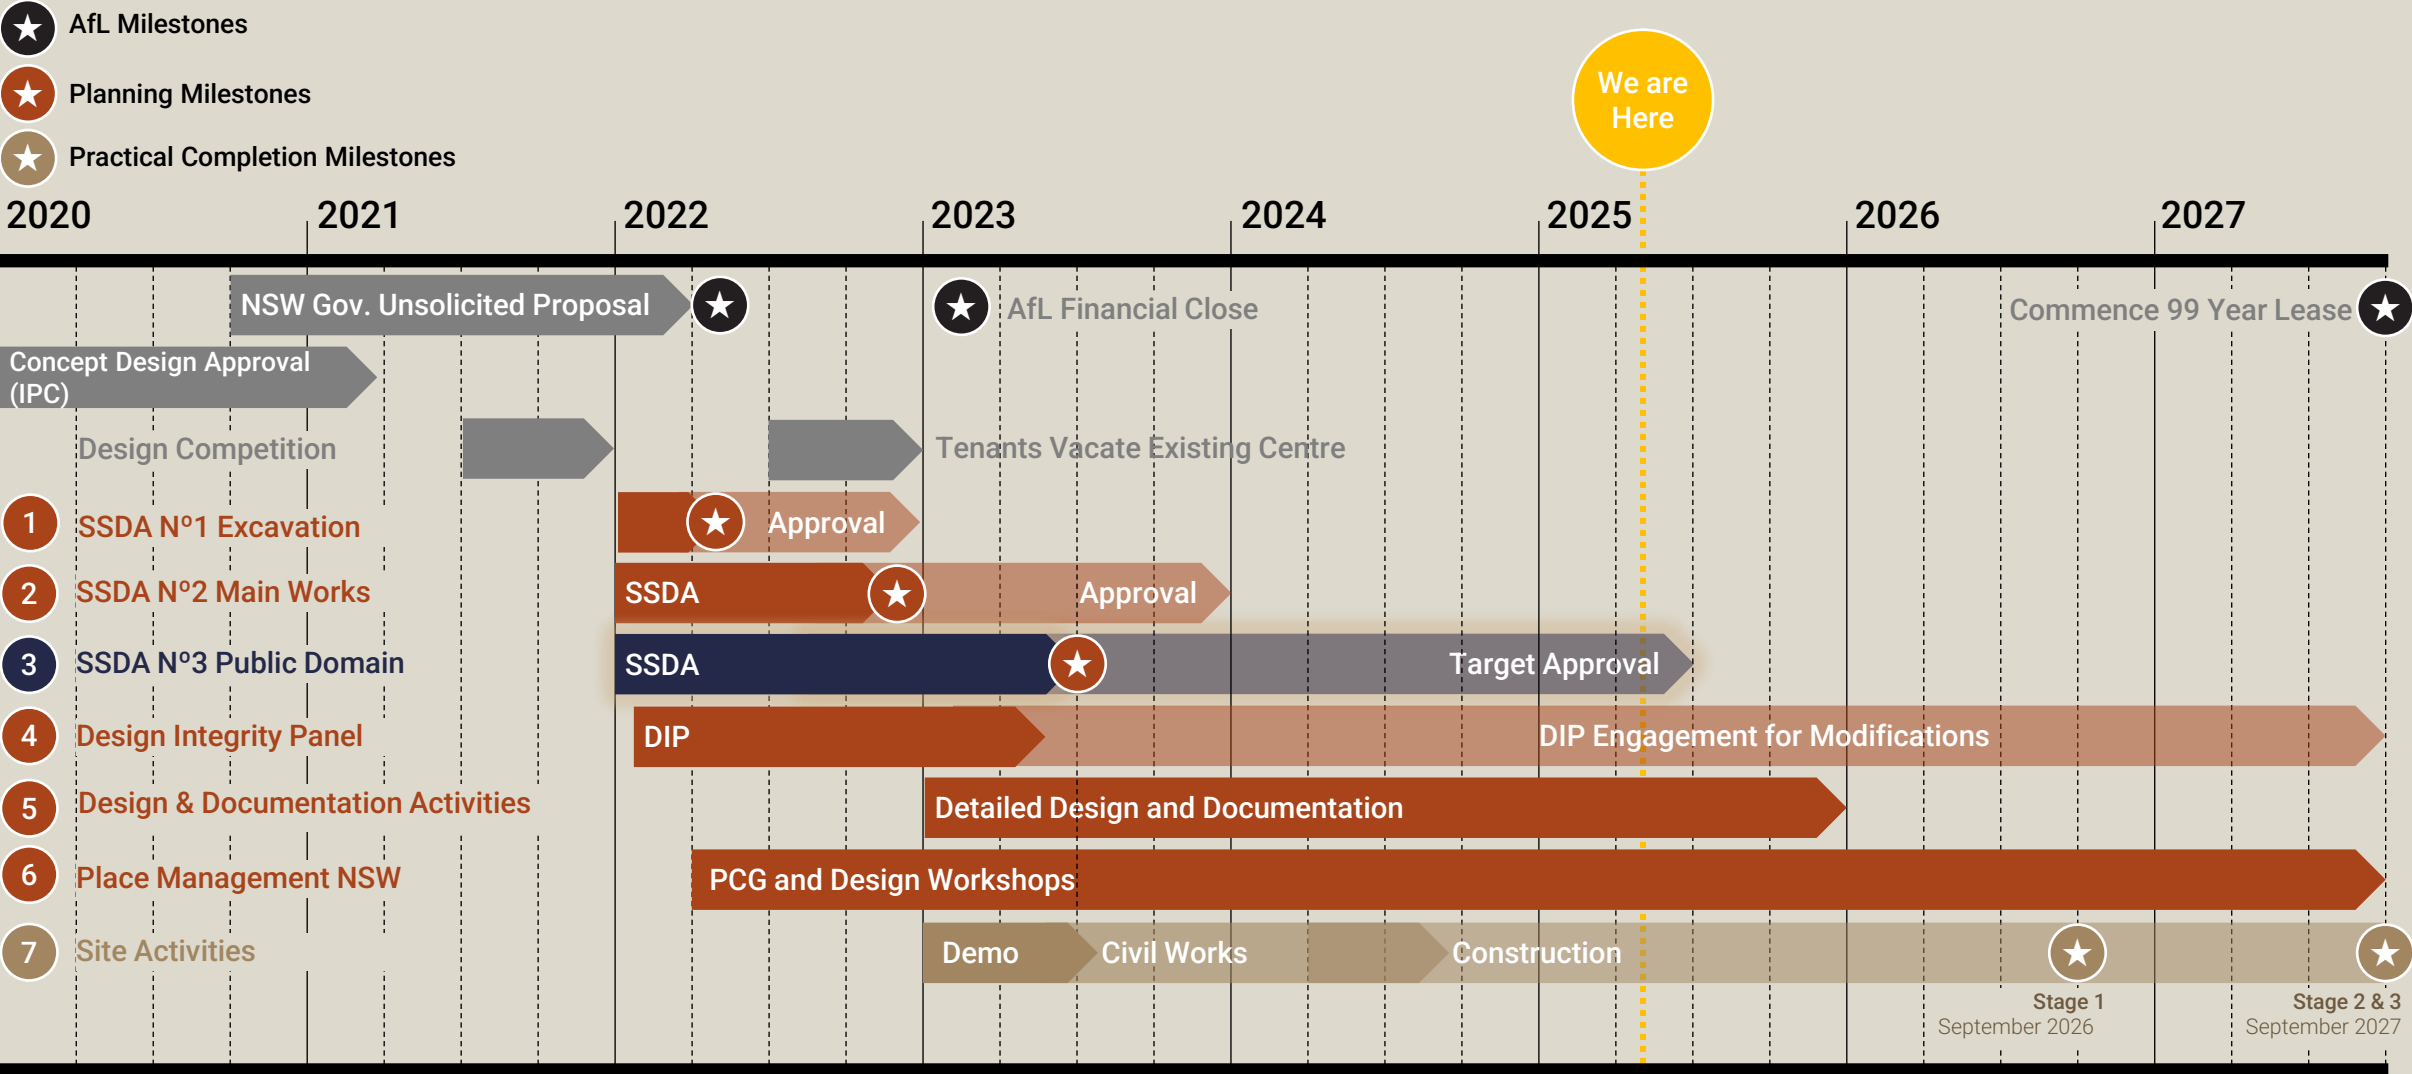 AfL Milestones
Planning Milestones
Practical Completion Milestones
We are
Here
2020 2021 2022 2023 2024 2025 2026 2027
NSW Gov. Unsolicited Proposal AfL Financial Close Commence 99 Year Lease
Concept Design Approval
(IPC)
Design Competition Tenants Vacate Existing Centre
1 SSDA Nº1 Excavation Approval
2 SSDA Nº2 Main Works SSDA Approval
3 SSDA Nº3 Public Domain SSDA Target Approval
4 Design Integrity Panel DIP DIP Engagement for Modifications
5 Design & Documentation Activities Detailed Design and Documentation
6 Place Management NSW PCG and Design Workshops
7 Site Activities Demo Civil Works Construction
Stage 1 Stage 2 & 3
September 2026 September 2027